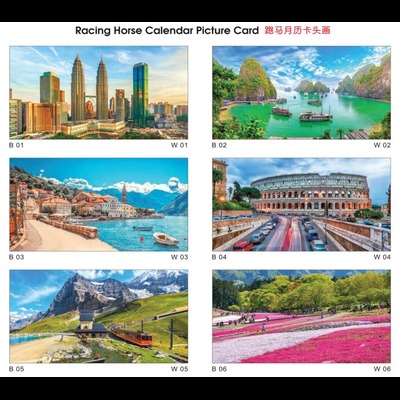 Racing Horse Calendar Picture Card 跑马月历卡头画
B 01 W 01 B 02 W 02
B 03 W 03 B 04 W 04
B 05 W 05 B 06 W 06